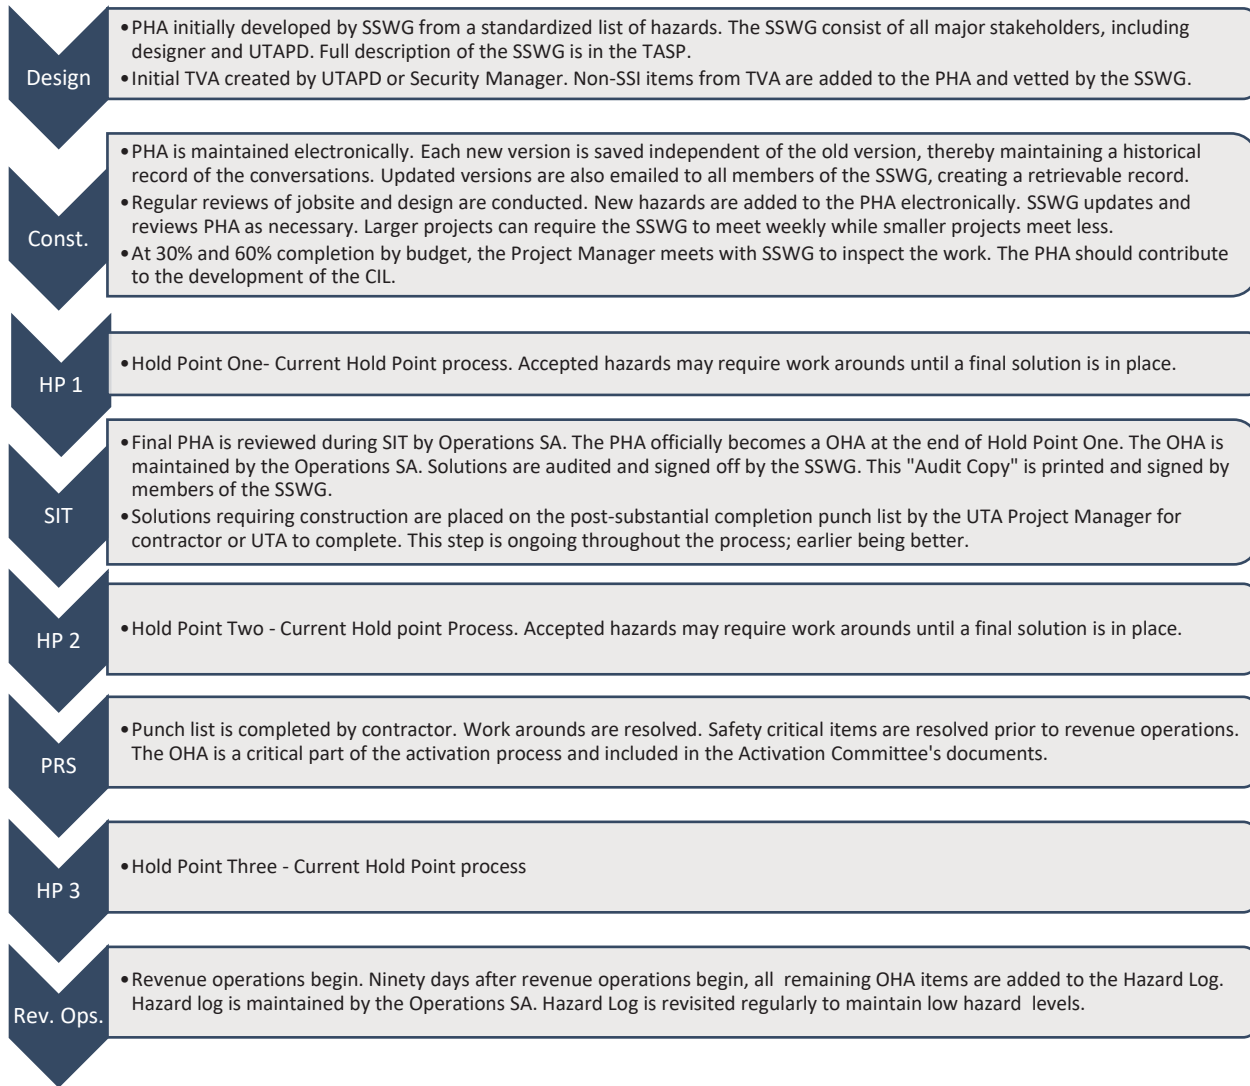 Design
•PHA initially developed by SSWG from a standardized list of hazards. The SSWG consist of all major stakeholders, including
designer and UTAPD. Full description of the SSWG is in the TASP.
•Initial TVA created by UTAPD or Security Manager. Non-SSI items from TVA are added to the PHA and vetted by the SSWG.
Const.
•PHA is maintained electronically. Each new version is saved independent of the old version, thereby maintaining a historical
record of the conversations. Updated versions are also emailed to all members of the SSWG, creating a retrievable record.
•Regular reviews of jobsite and design are conducted. New hazards are added to the PHA electronically. SSWG updates and
reviews PHA as necessary. Larger projects can require the SSWG to meet weekly while smaller projects meet less.
•At 30% and 60% completion by budget, the Project Manager meets with SSWG to inspect the work. The PHA should contribute
to the development of the CIL.
HP 1
•Hold Point One- Current Hold Point process. Accepted hazards may require work arounds until a final solution is in place.
SIT
•Final PHA is reviewed during SIT by Operations SA. The PHA officially becomes a OHA at the end of Hold Point One. The OHA is
maintained by the Operations SA. Solutions are audited and signed off by the SSWG. This "Audit Copy" is printed and signed by
members of the SSWG.
•Solutions requiring construction are placed on the post-substantial completion punch list by the UTA Project Manager for
contractor or UTA to complete. This step is ongoing throughout the process; earlier being better.
HP 2
•Hold Point Two - Current Hold point Process. Accepted hazards may require work arounds until a final solution is in place.
PRS
•Punch list is completed by contractor. Work arounds are resolved. Safety critical items are resolved prior to revenue operations.
The OHA is a critical part of the activation process and included in the Activation Committee's documents.
HP 3
•Hold Point Three - Current Hold Point process
Rev. Ops.
•Revenue operations begin. Ninety days after revenue operations begin, all remaining OHA items are added to the Hazard Log.
Hazard log is maintained by the Operations SA. Hazard Log is revisited regularly to maintain low hazard levels.